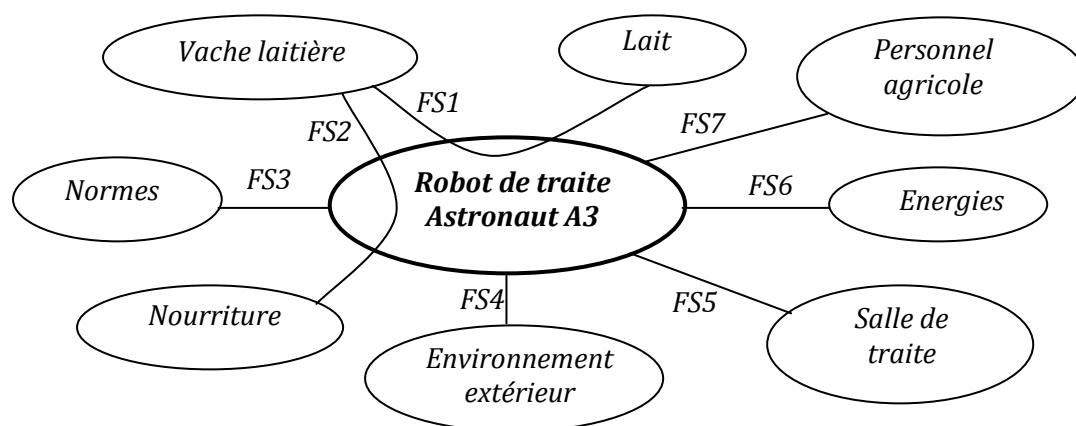 Vache laitière
Lait
Personnel
agricole
FS1
FS2
FS7
Normes
FS3
Robot de traite
Astronaut A3
FS6
Energies
Nourriture
FS4
FS5
Environnement
extérieur
Salle de
traite